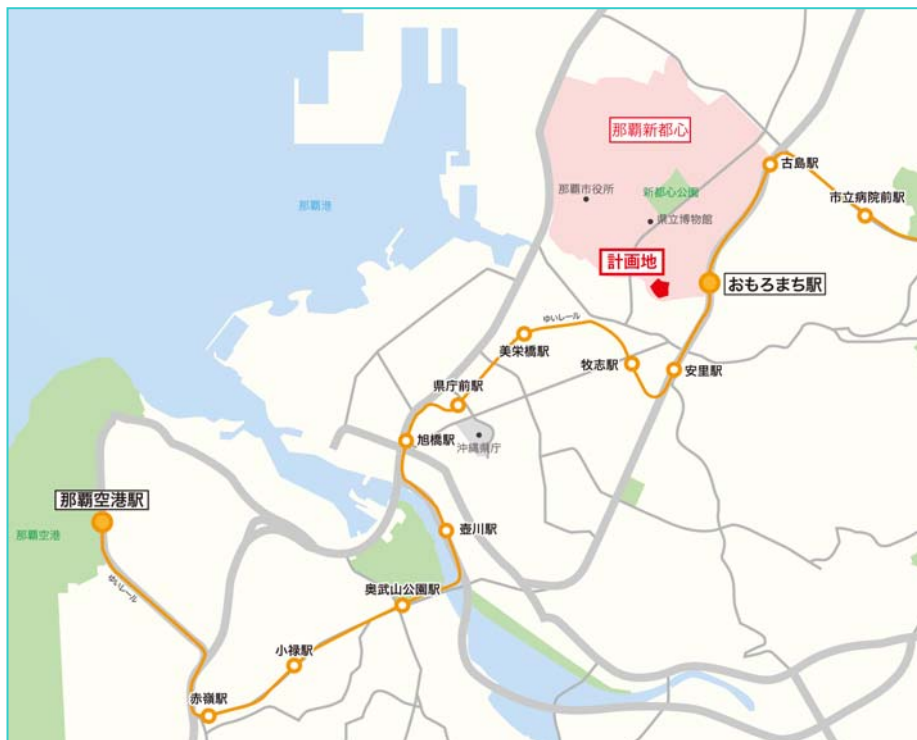 那覇新都心
古島駅
那覇市役所
新都心公園
市立病院前駅
県立博物館
那覇港
計画地
おもろまち駅
ゆいレール
美栄橋駅
牧志駅
安里駅
県庁前駅
旭橋駅
沖縄県庁
那覇空港駅
那覇空港
壺川駅
ゆいレール
奥武山公園駅
小禄駅
赤嶺駅